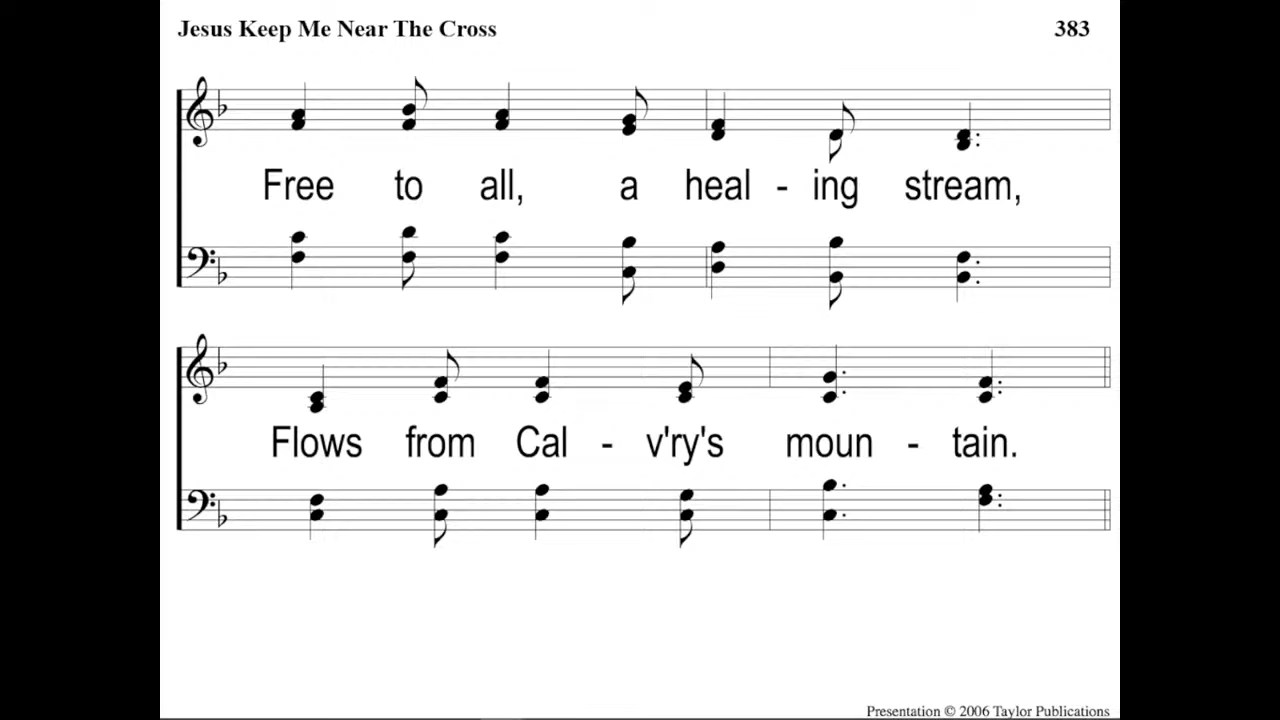 Jesus Keep Me Near The Cross 383
Free to all, a heal - ing stream,
Flows from Cal - v'ry's moun - tain.
Presentation © 2006 Taylor Publications